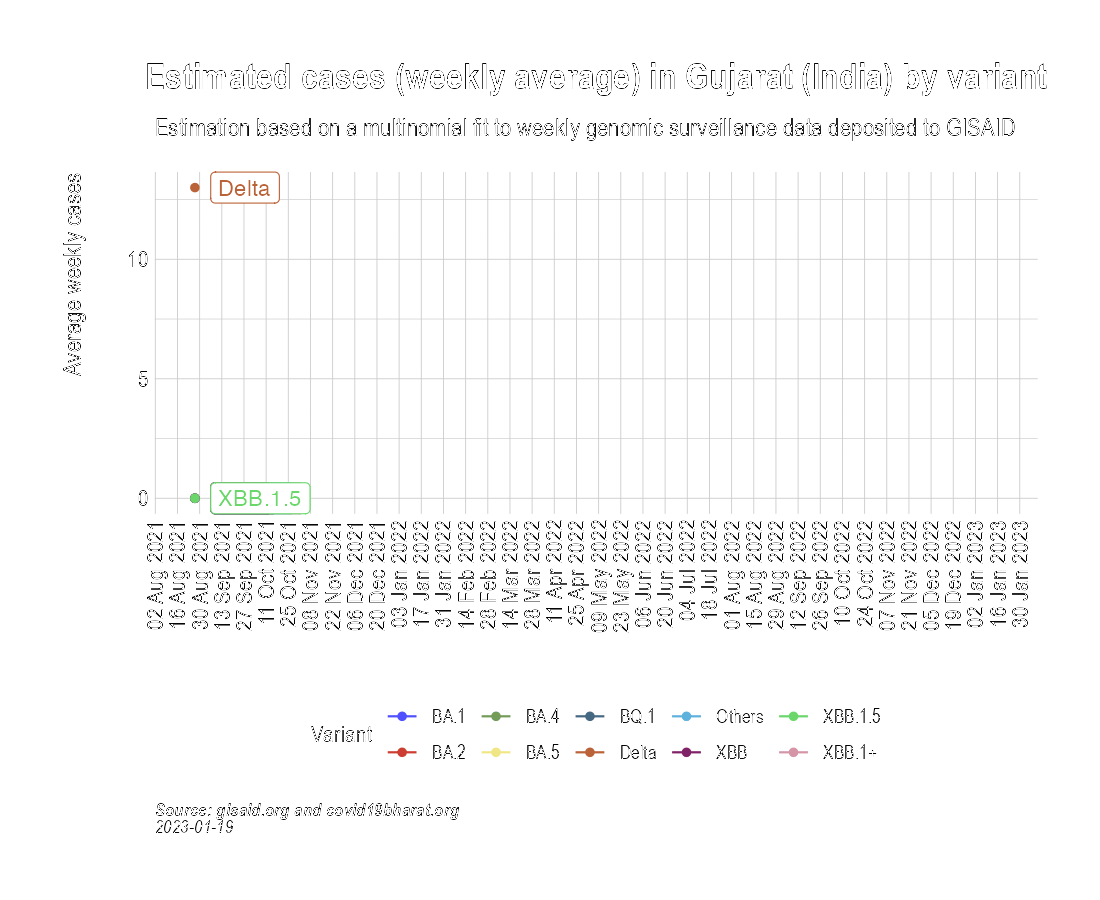 Estimated cases (weekly average) in Gujarat (India) by variant
Estimation based on a multinomial fit to weekly genomic surveillance data deposited to GISAID
Average weekly cases
Delta
10
5
XBB.1.5
0
02 Aug 2021
16 Aug 2021
30 Aug 2021
13 Sep 2021
27 Sep 2021
11 Oct 2021
25 Oct 2021
08 Nov 2021
22 Nov 2021
06 Dec 2021
20 Dec 2021
03 Jan 2022
17 Jan 2022
31 Jan 2022
14 Feb 2022
28 Feb 2022
14 Mar 2022
28 Mar 2022
11 Apr 2022
25 Apr 2022
09 May 2022
23 May 2022
06 Jun 2022
20 Jun 2022
04 Jul 2022
18 Jul 2022
01 Aug 2022
15 Aug 2022
29 Aug 2022
12 Sep 2022
26 Sep 2022
10 Oct 2022
24 Oct 2022
07 Nov 2022
21 Nov 2022
05 Dec 2022
19 Dec 2022
02 Jan 2023
16 Jan 2023
30 Jan 2023
Variant
BA.1 BA.4 BQ.1 Others XBB.1.5
BA.2 BA.5 Delta XBB XBB.1+
Source: gisaid.org and covid19bharat.org
2023-01-19